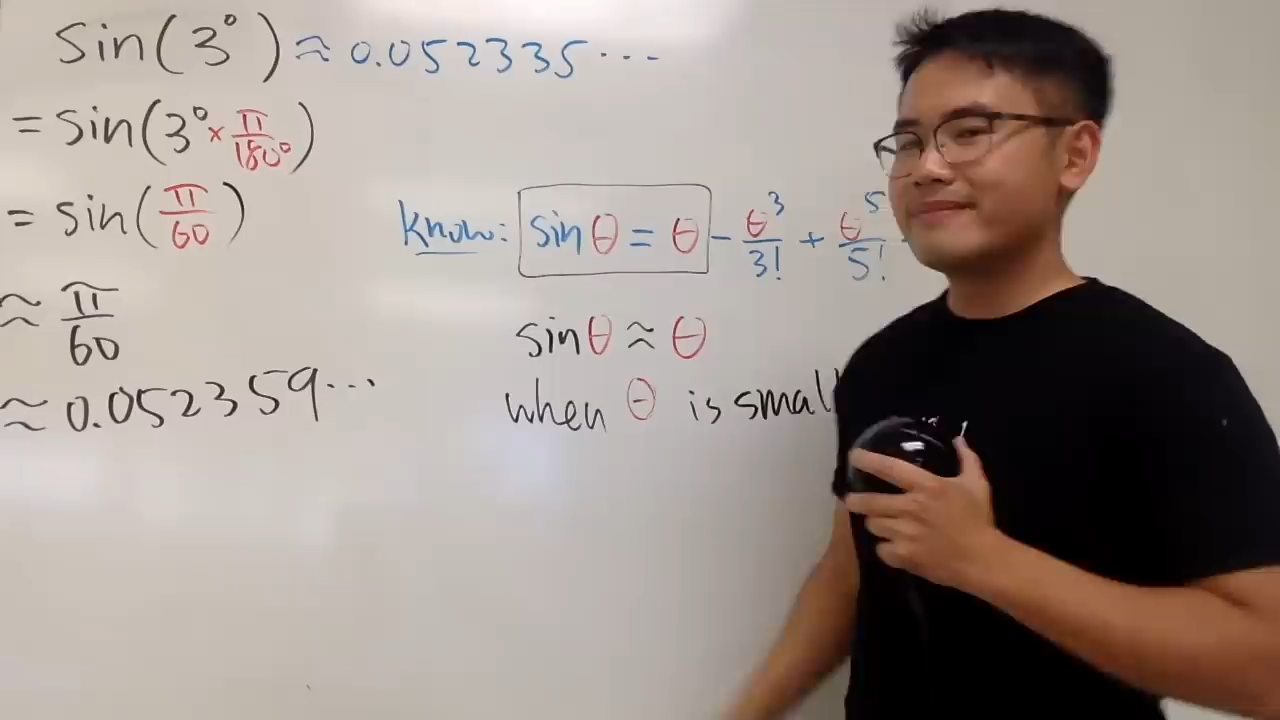 sin(3°) ≈ 0.052335...
= sin(3° × π/180°)
= sin(π/60)
≈ π/60
≈ 0.052359...
Know: sin θ = θ - θ³/3! + θ⁵/5! -
sin θ ≈ θ
when θ is small